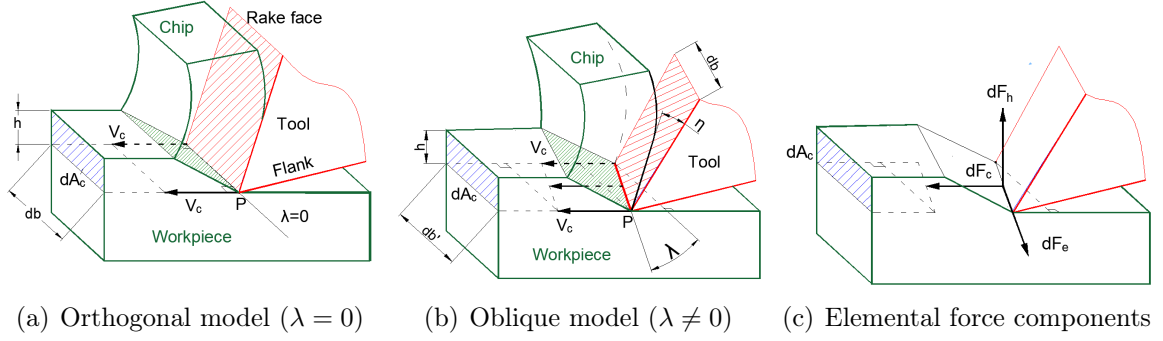 Rake face
Chip
h
V_c
Tool
Flank
dA_c
V_c
P
λ=0
db
Workpiece
(a) Orthogonal model (λ = 0)
Chip
db
η
h
V_c
Tool
dA_c
V_c
P
db'
λ
Workpiece
(b) Oblique model (λ ≠ 0)
dF_h
dA_c
dF_c
dF_e
(c) Elemental force components